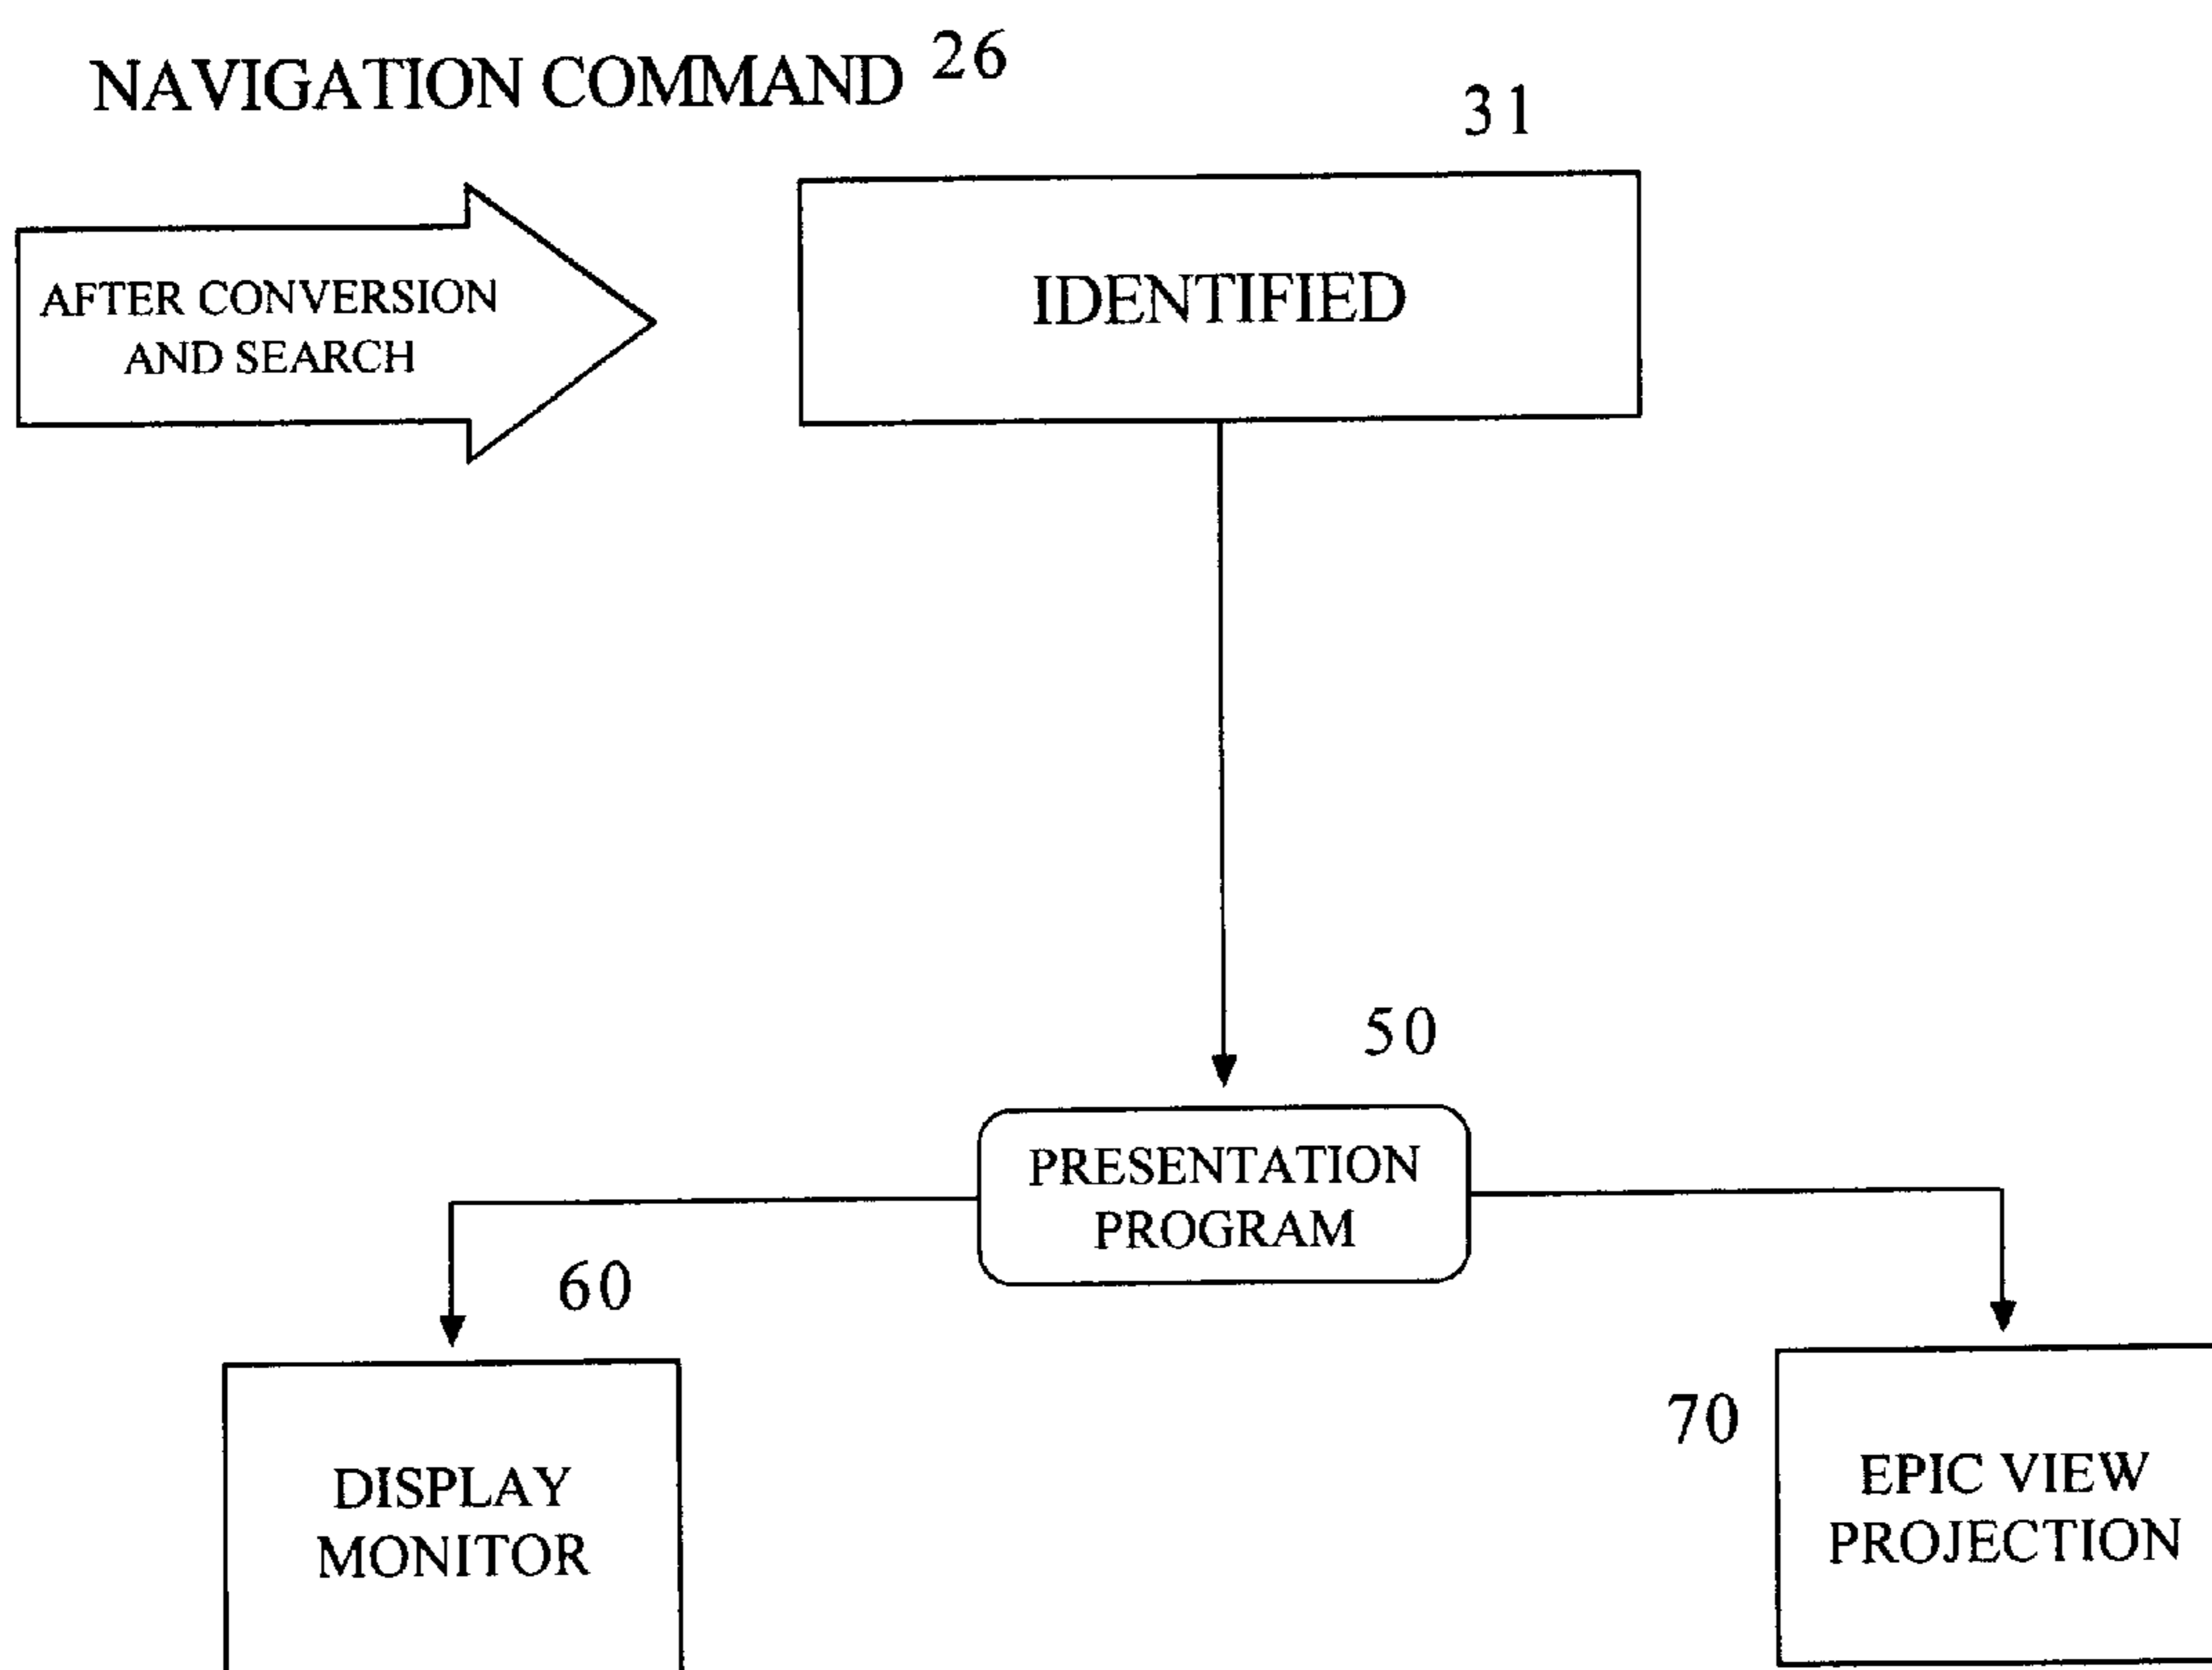 NAVIGATION COMMAND 26
31
AFTER CONVERSION
AND SEARCH
IDENTIFIED
50
PRESENTATION
PROGRAM
60
70
DISPLAY
MONITOR
EPIC VIEW
PROJECTION